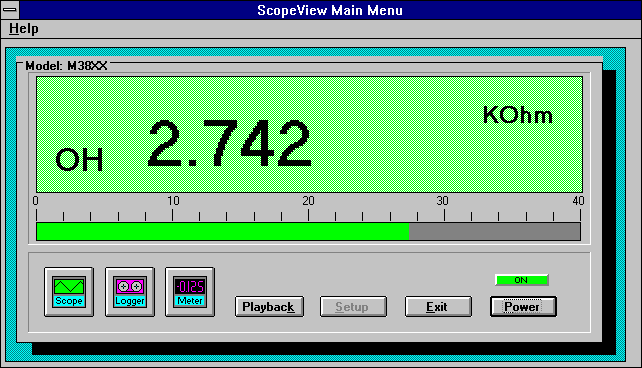 ScopeView Main Menu
Help
Model: M38XX
KOhm
OH 2.742
0 10 20 30 40
ON
Scope Logger -0.125 Meter
Playback Setup Exit Power